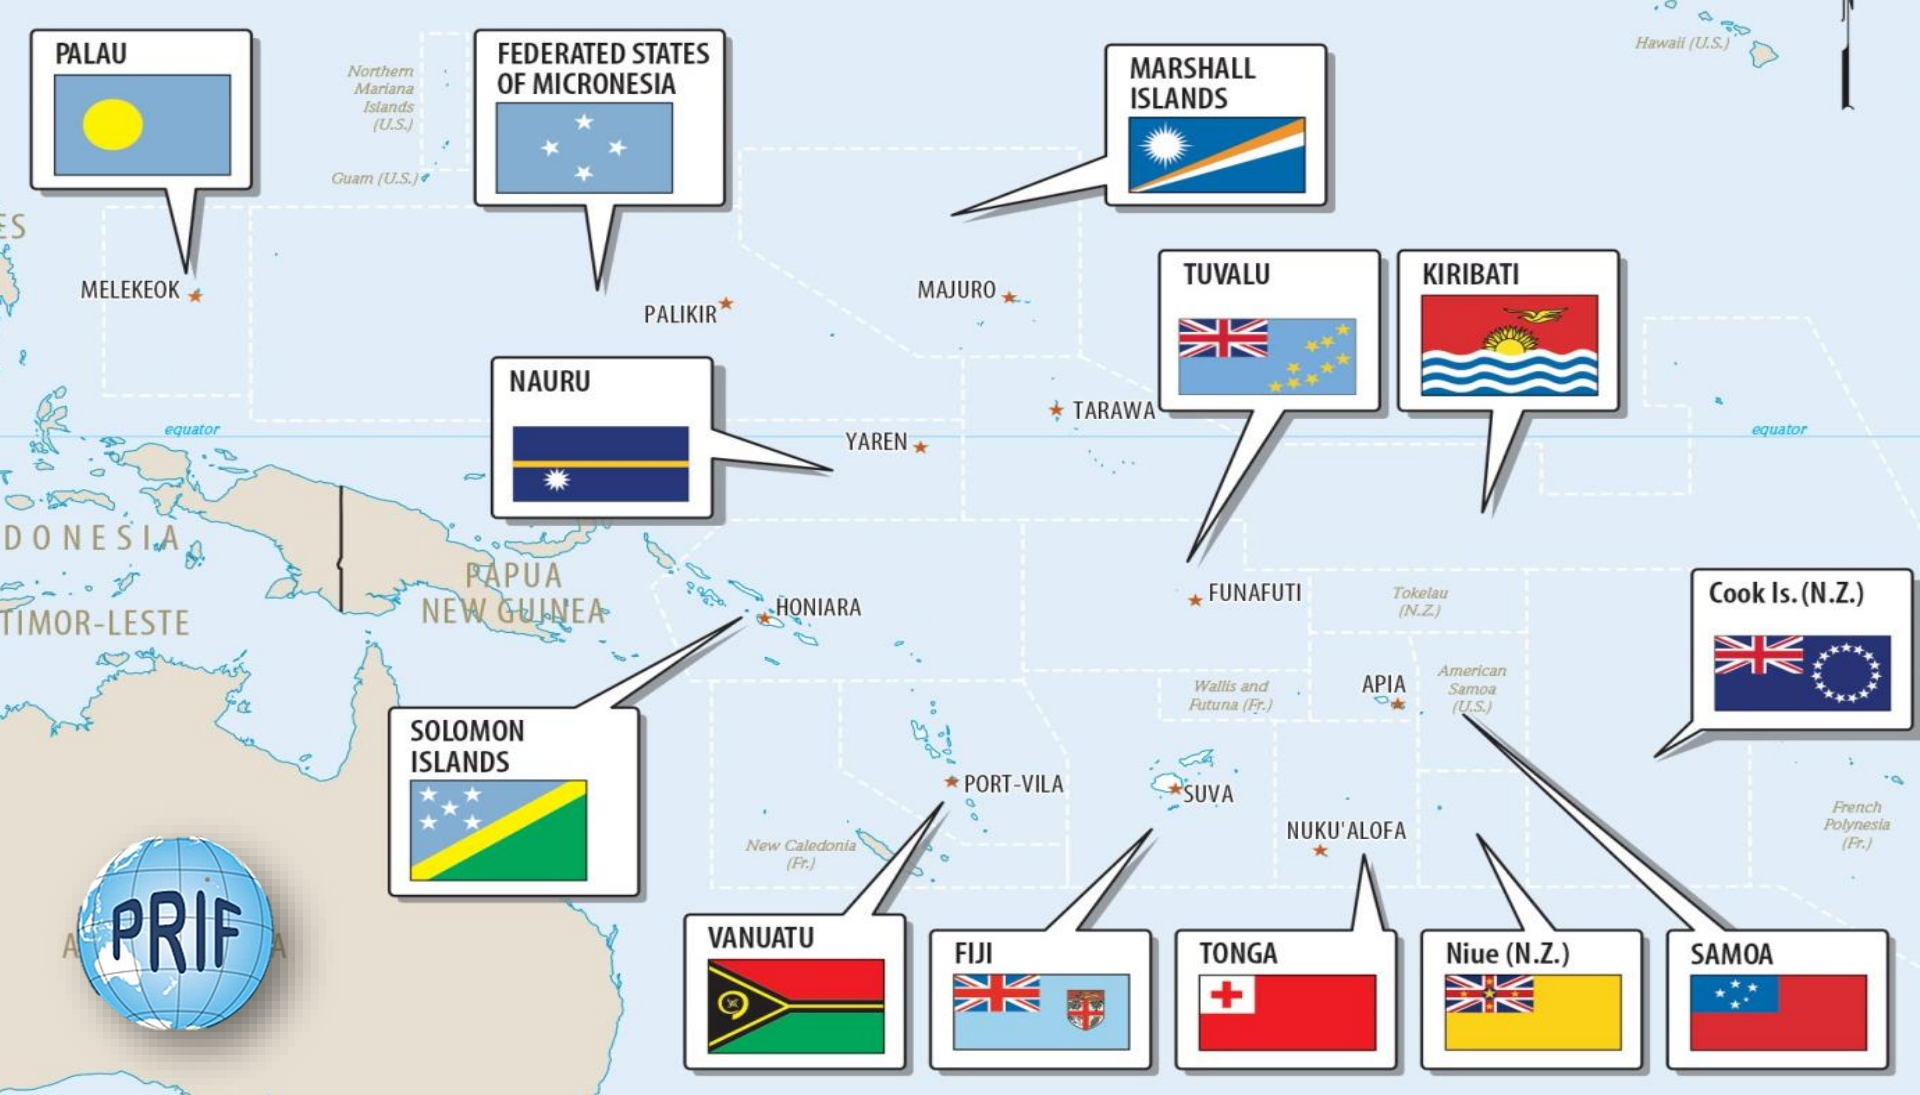 PALAU
FEDERATED STATES
OF MICRONESIA
MARSHALL
ISLANDS
Hawaii (U.S.)
Northern
Mariana
Islands
(U.S.)
Guam (U.S.)
ES
MELEKEOK
PALIKIR
MAJURO
TUVALU
KIRIBATI
NAURU
TARAWA
YAREN
equator
equator
DONESIA
PAPUA
NEW GUINEA
TIMOR-LESTE
HONIARA
FUNAFUTI
Tokelau
(N.Z.)
Cook Is. (N.Z.)
Wallis and
Futuna (Fr.)
APIA
American
Samoa
(U.S.)
SOLOMON
ISLANDS
PORT-VILA
SUVA
NUKU'ALOFA
New Caledonia
(Fr.)
French
Polynesia
(Fr.)
A
PRIF
A
VANUATU
FIJI
TONGA
Niue (N.Z.)
SAMOA